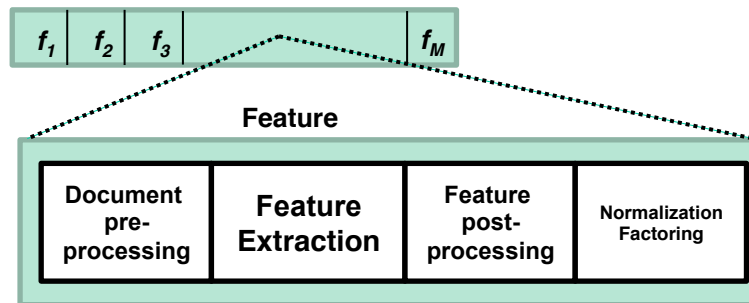 f1 f2 f3 fM
Feature
Document
pre-
processing
Feature
Extraction
Feature
post-
processing
Normalization
Factoring